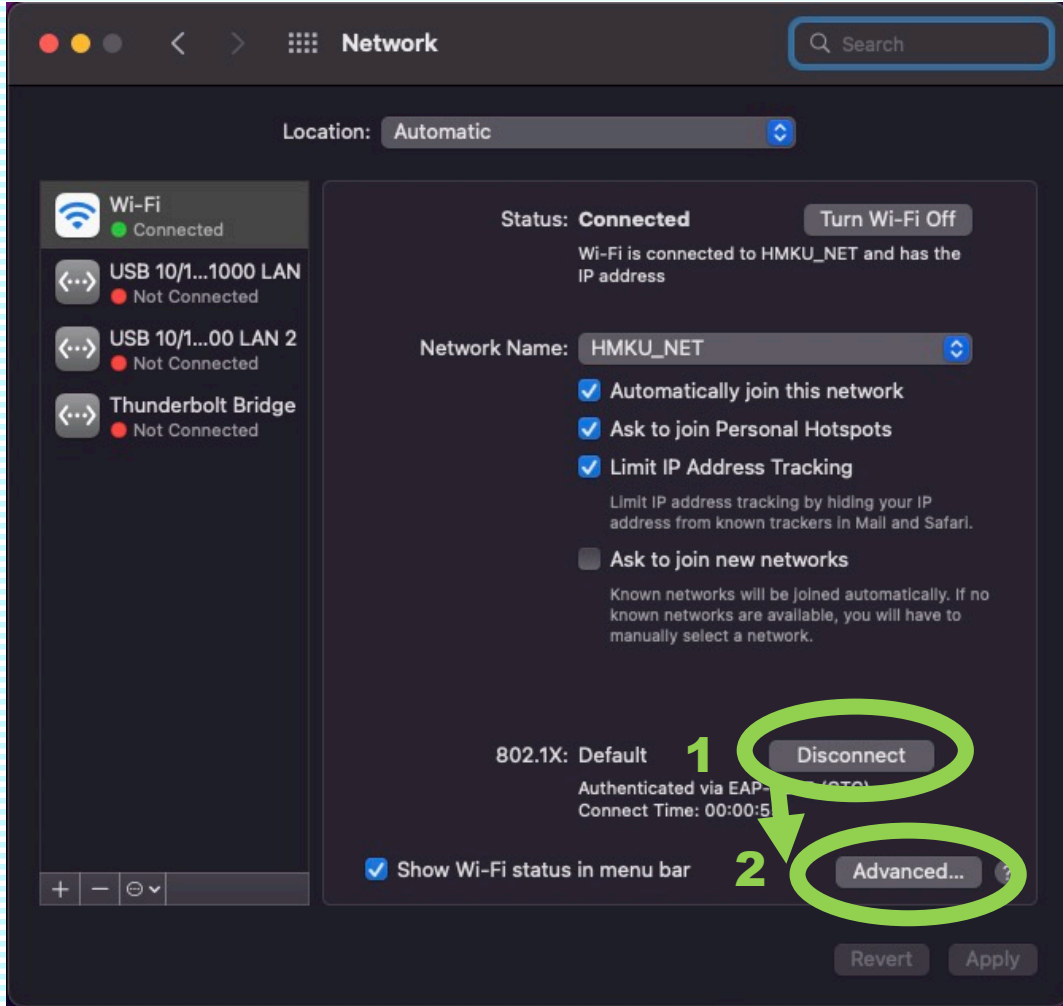 Network
Search
Location: Automatic
Wi-Fi
Connected
USB 10/1...1000 LAN
Not Connected
USB 10/1...00 LAN 2
Not Connected
Thunderbolt Bridge
Not Connected
Status: Connected
Turn Wi-Fi Off
Wi-Fi is connected to HMKU_NET and has the
IP address
Network Name: HMKU_NET
Automatically join this network
Ask to join Personal Hotspots
Limit IP Address Tracking
Limit IP address tracking by hiding your IP
address from known trackers in Mail and Safari.
Ask to join new networks
Known networks will be joined automatically. If no
known networks are available, you will have to
manually select a network.
802.1X: Default 1 Disconnect
Authenticated via
Connect Time:
Show Wi-Fi status in menu bar 2 Advanced... ?
Revert Apply